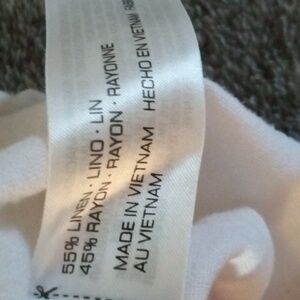 55% LINEN · LINO · LIN
45% RAYON · RAYON · RAYONNE
MADE IN VIETNAM HECHO EN VIETNAM
AU VIETNAM